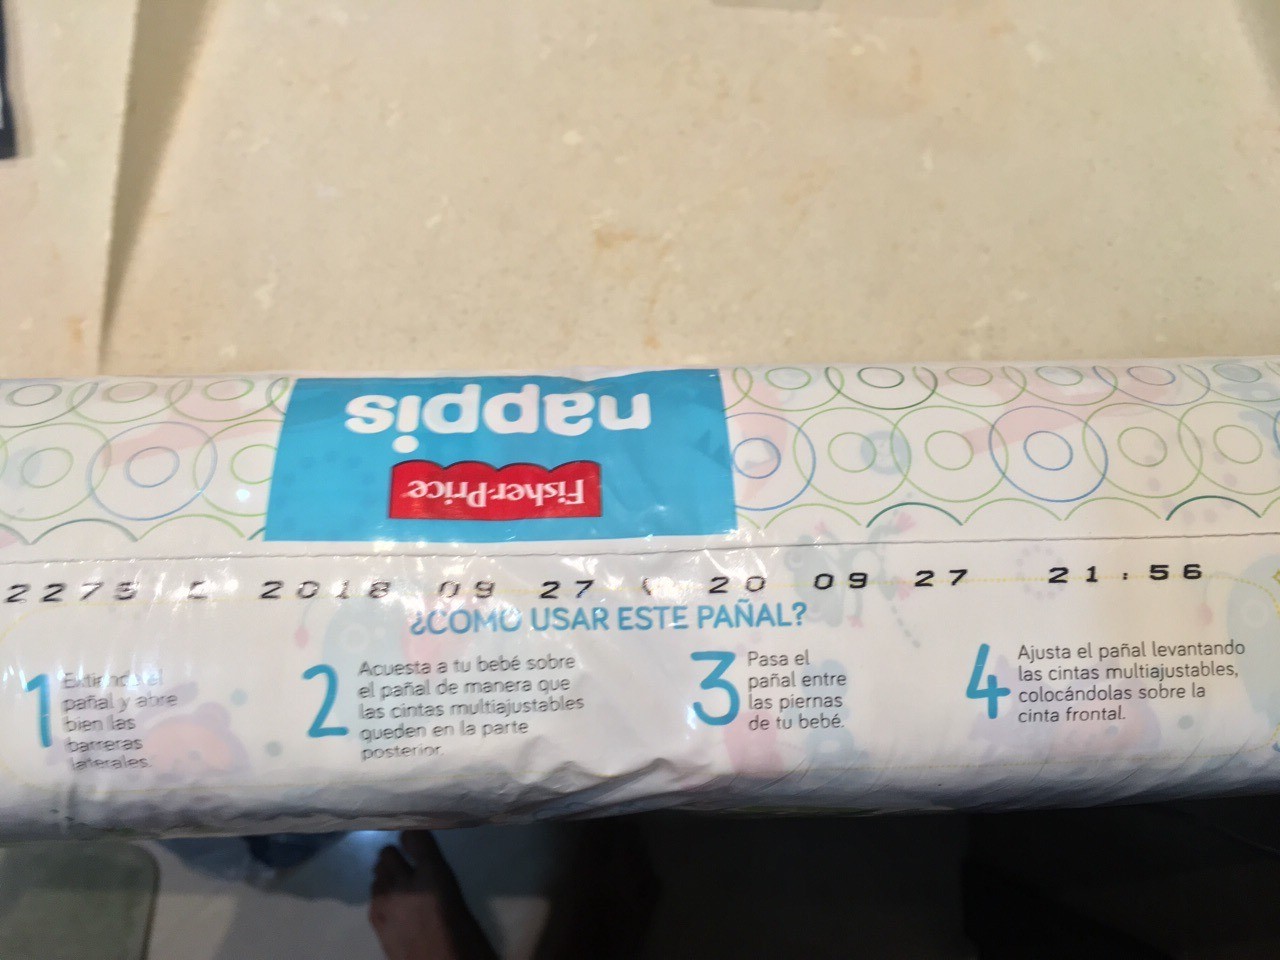 nappis
Fisher-Price
2018 09 27 20 09 27 21:56
¿COMO USAR ESTE PAÑAL?
1 Extiende el
pañal y abre
bien las
barreras
laterales.
2 Acuesta a tu bebé sobre
el pañal de manera que
las cintas multiajustables
queden en la parte
posterior.
3 Pasa el
pañal entre
las piernas
de tu bebé.
4 Ajusta el pañal levantando
las cintas multiajustables,
colocándolas sobre la
cinta frontal.